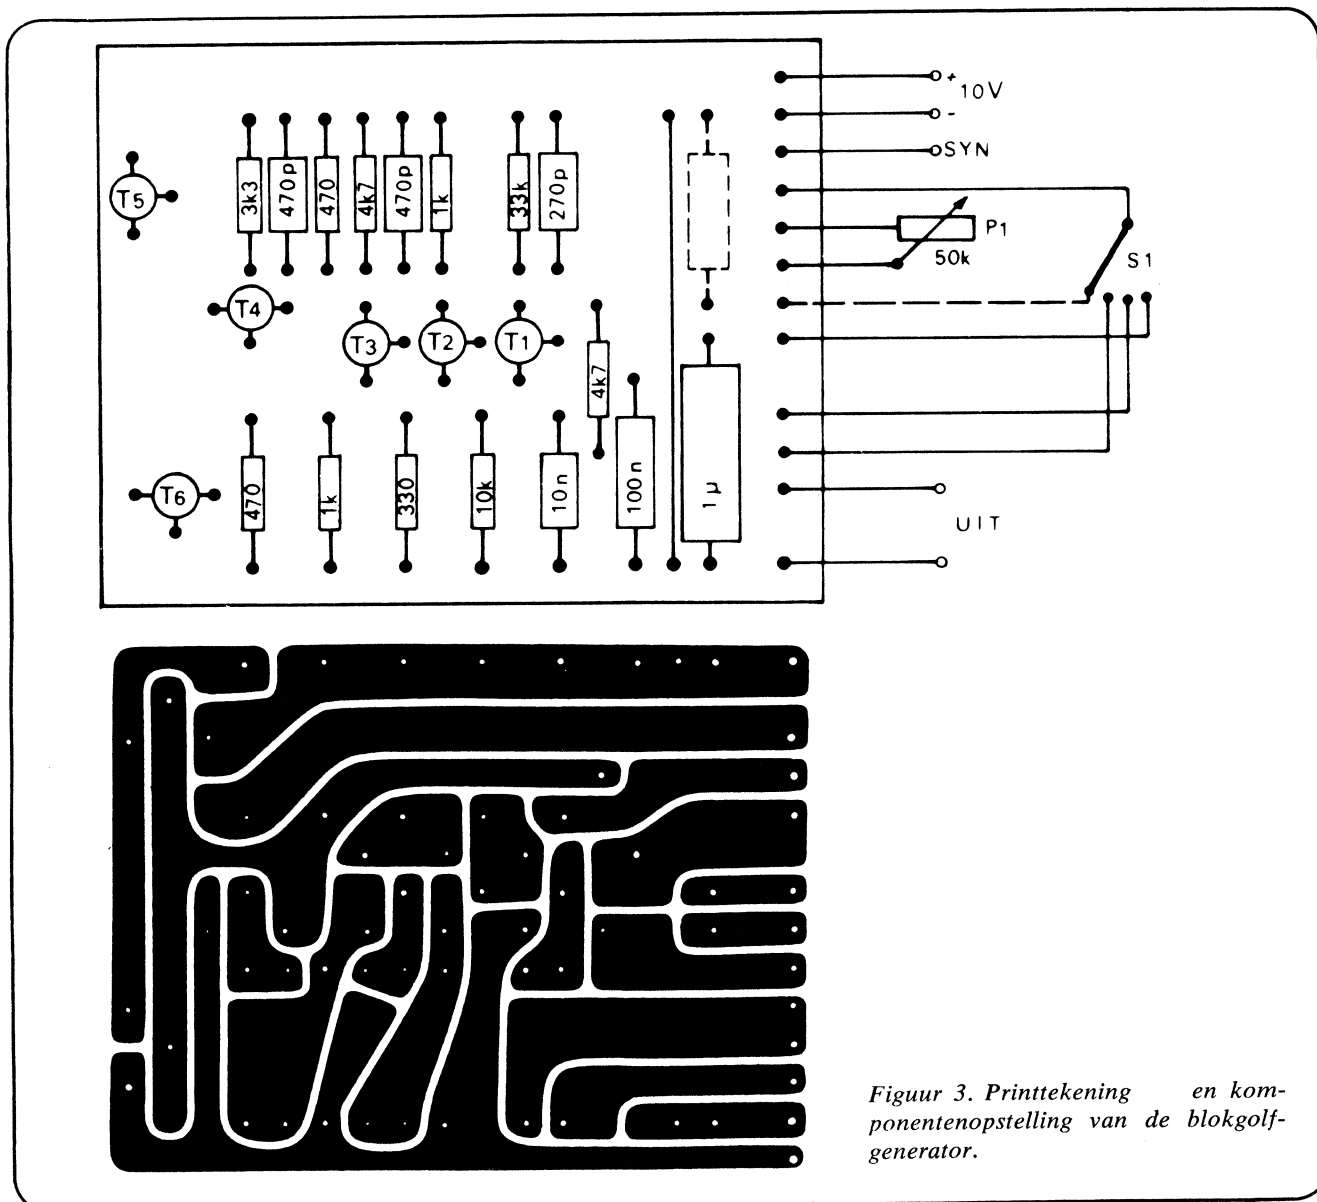 +
10V
-
SYN
3k3
470p
470
4k7
470p
1k
33k
270p
T5
P1
50k
S1
T4
T3
T2
T1
4k7
T6
470
1k
330
10k
10n
100n
1µ
UIT
Figuur 3. Printtekening en kom-
ponentenopstelling van de blokgolf-
generator.